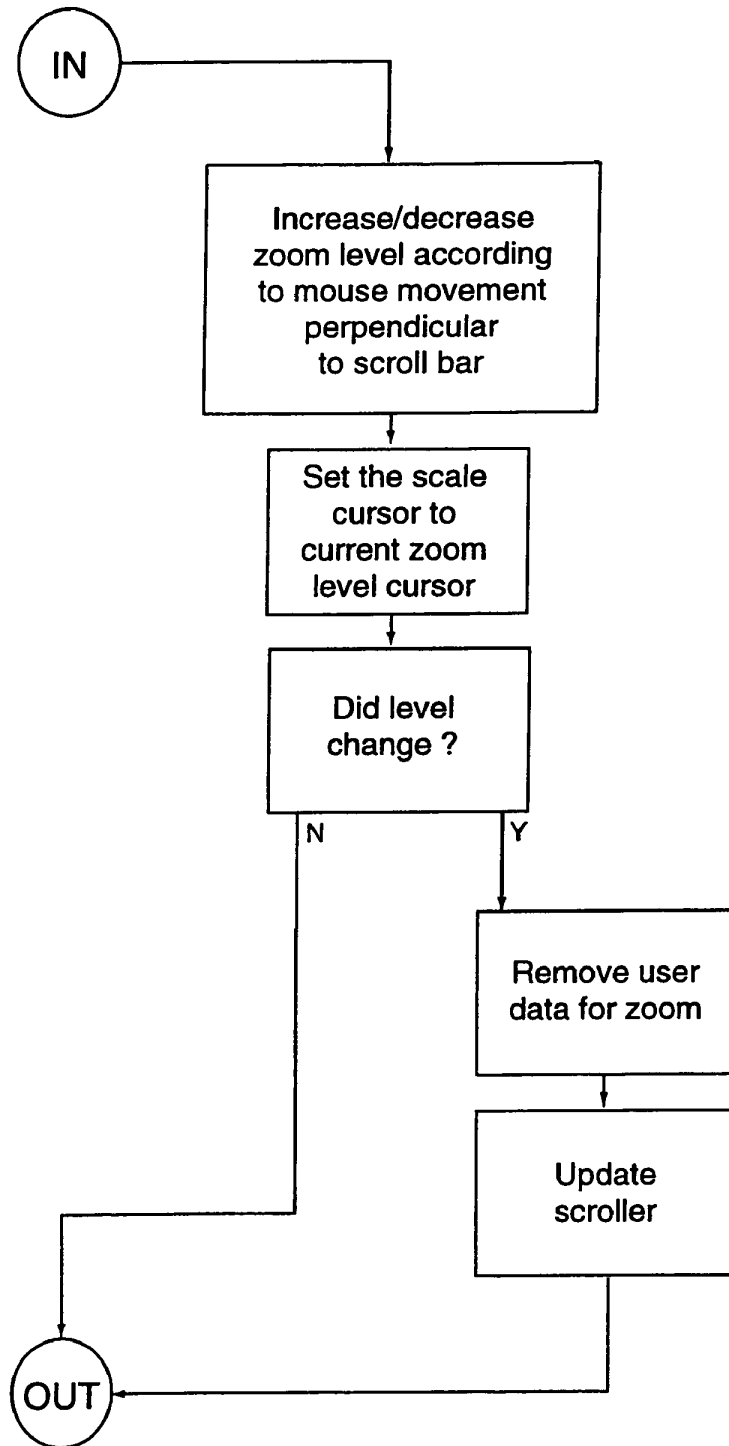 IN
Increase/decrease
zoom level according
to mouse movement
perpendicular
to scroll bar
Set the scale
cursor to
current zoom
level cursor
Did level
change ?
N
Y
Remove user
data for zoom
Update
scroller
OUT